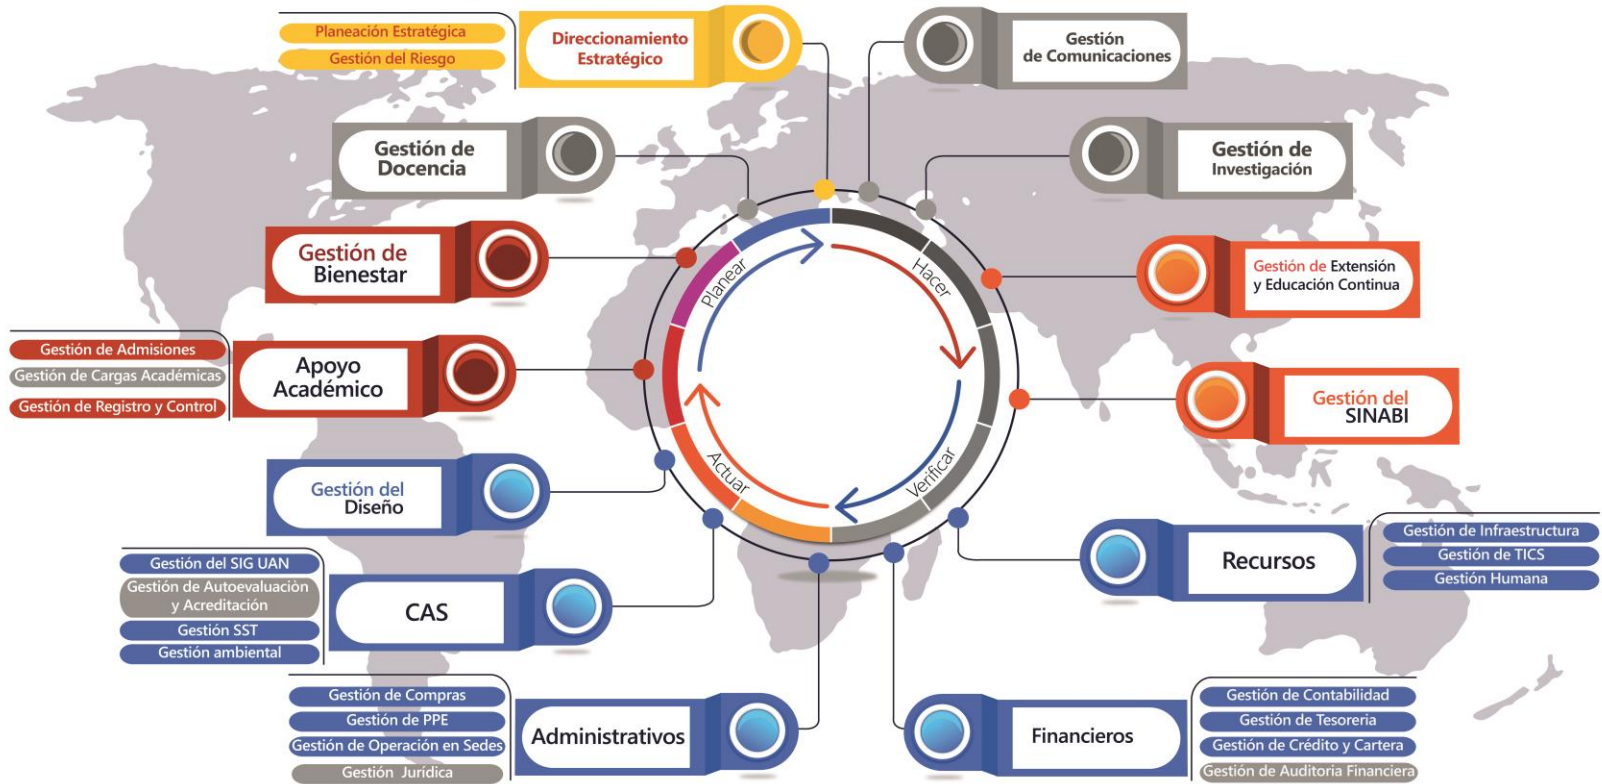 Planeación Estratégica
Gestión del Riesgo
Direccionamiento
Estratégico
Gestión
de Comunicaciones
Gestión de
Docencia
Gestión de
Investigación
Gestión de
Bienestar
Gestión de Extensión
y Educación Continua
Planear
Hacer
Gestión de Admisiones
Gestión de Cargas Académicas
Gestión de Registro y Control
Apoyo
Académico
Gestión del
SINABI
Actuar
Verificar
Gestión del
Diseño
Gestión del SIG UAN
Gestión de Autoevaluaciòn
y Acreditación
Gestión SST
Gestión ambiental
CAS
Recursos
Gestión de Infraestructura
Gestión de TICS
Gestión Humana
Gestión de Compras
Gestión de PPE
Gestión de Operación en Sedes
Gestión Jurídica
Administrativos
Financieros
Gestión de Contabilidad
Gestión de Tesoreria
Gestión de Crédito y Cartera
Gestión de Auditoria Financiera